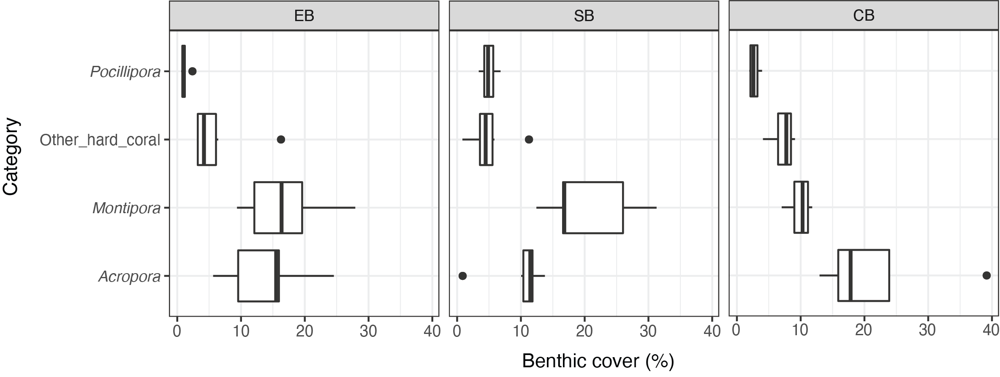 EB SB CB
Category
Pocillipora
Other_hard_coral
Montipora
Acropora
0 10 20 30 40 0 10 20 30 40 0 10 20 30 40
Benthic cover (%)